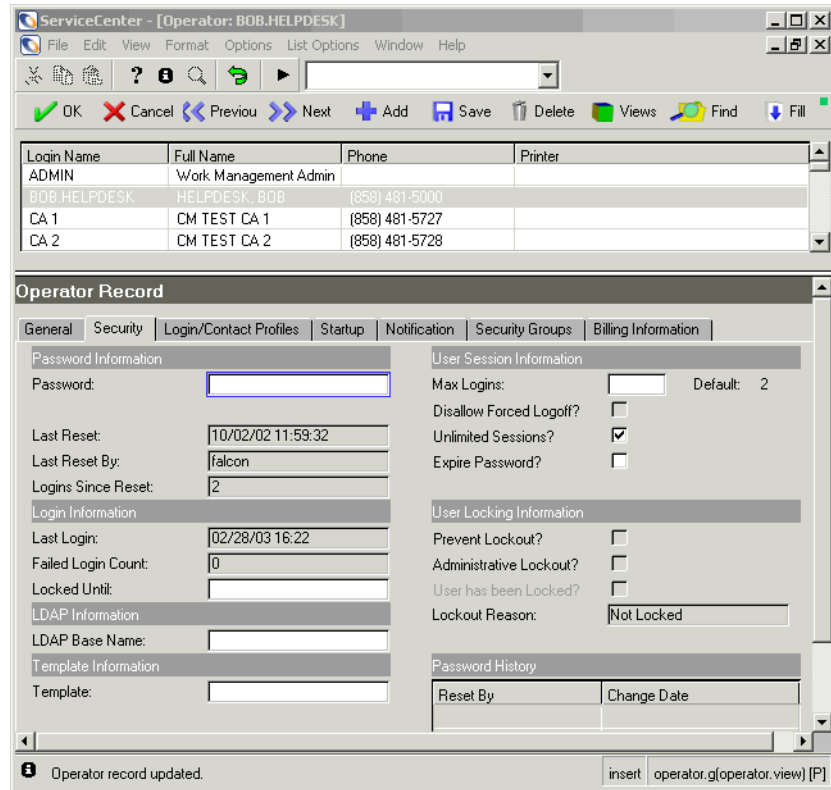 ServiceCenter - [Operator: BOB.HELPDESK]
File Edit View Format Options List Options Window Help
OK Cancel Previou Next Add Save Delete Views Find Fill
Login Name Full Name Phone Printer
ADMIN Work Management Admin
BOB.HELPDESK HELPDESK, BOB (858) 481-5000
CA 1 CM TEST CA 1 (858) 481-5727
CA 2 CM TEST CA 2 (858) 481-5728
Operator Record
General Security Login/Contact Profiles Startup Notification Security Groups Billing Information
Password Information User Session Information
Password: Max Logins: Default: 2
Disallow Forced Logoff?
Last Reset: 10/02/02 11:59:32 Unlimited Sessions?
Last Reset By: falcon Expire Password?
Logins Since Reset: 2
Login Information User Locking Information
Last Login: 02/28/03 16:22 Prevent Lockout?
Failed Login Count: 0 Administrative Lockout?
Locked Until: User has been Locked?
LDAP Information Lockout Reason: Not Locked
LDAP Base Name:
Template Information Password History
Template: Reset By Change Date
Operator record updated. insert operator.g(operator.view) [P]